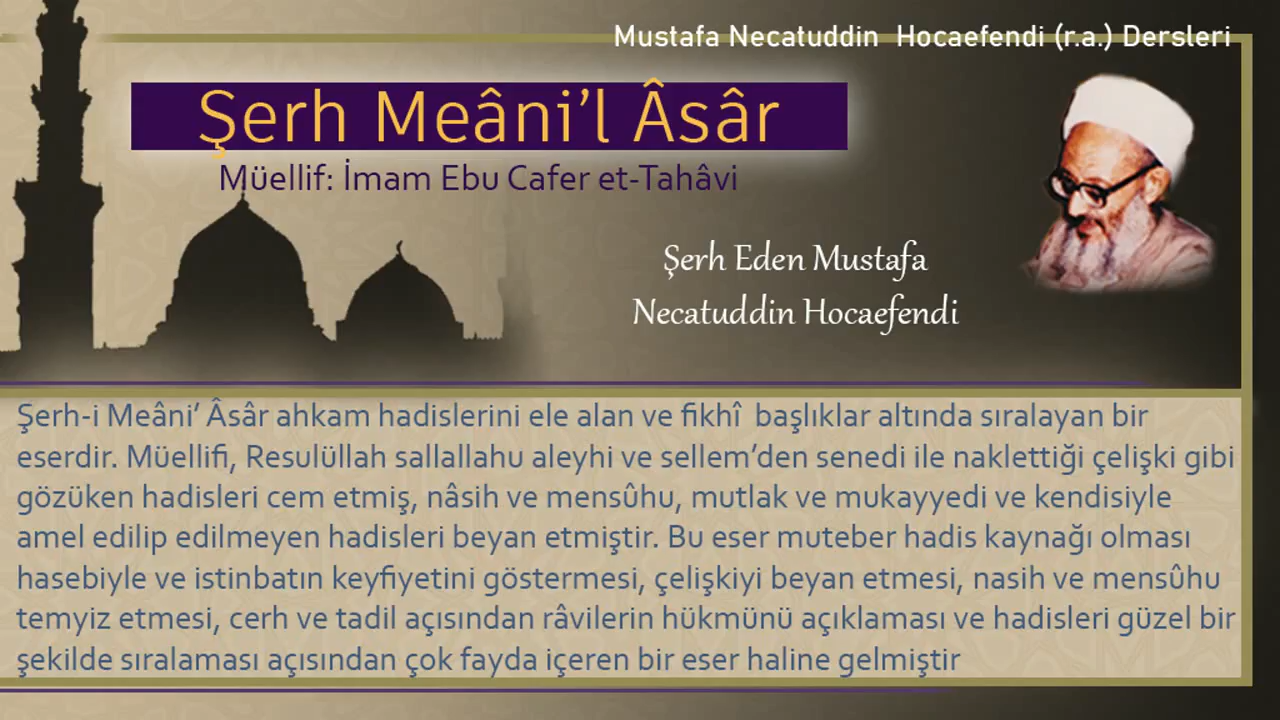 Mustafa Necatuddin Hocaefendi (r.a.) Dersleri
Şerh Meâni’l Âsâr
Müellif: İmam Ebu Cafer et-Tahâvi
Şerh Eden Mustafa
Necatuddin Hocaefendi
Şerh-i Meâni’ Âsâr ahkam hadislerini ele alan ve fikhî başlıklar altında sıralayan bir
eserdir. Müellifi, Resulüllah sallallahu aleyhi ve sellem’den senedi ile naklettiği çelişki gibi
gözüken hadisleri cem etmiş, nâsih ve mensûhu, mutlak ve mukayyedi ve kendisiyle
amel edilip edilmeyen hadisleri beyan etmiştir. Bu eser muteber hadis kaynağı olması
hasebiyle ve istinbatın keyfiyetini göstermesi, çelişkiyi beyan etmesi, nasih ve mensûhu
temyiz etmesi, cerh ve tadil açısından râvilerin hükmünü açıklaması ve hadisleri güzel bir
şekilde sıralaması açısından çok fayda içeren bir eser haline gelmiştir